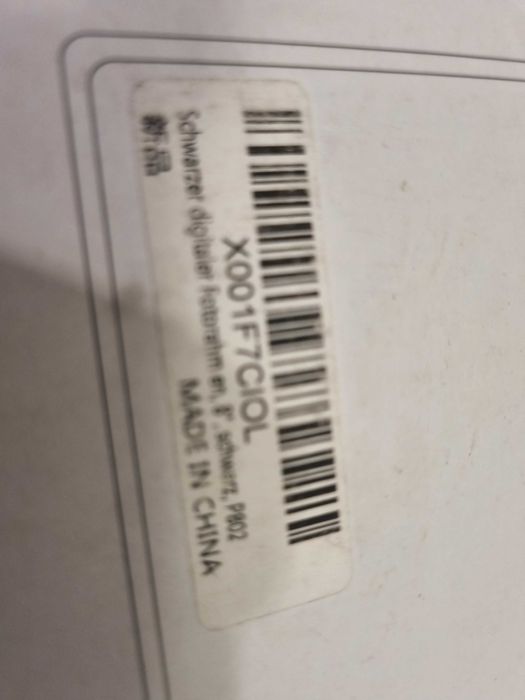 X001F7CIOL
Schwarzer digitaler Fotorahmen, 8", schwarz, P802
新品
MADE IN CHINA